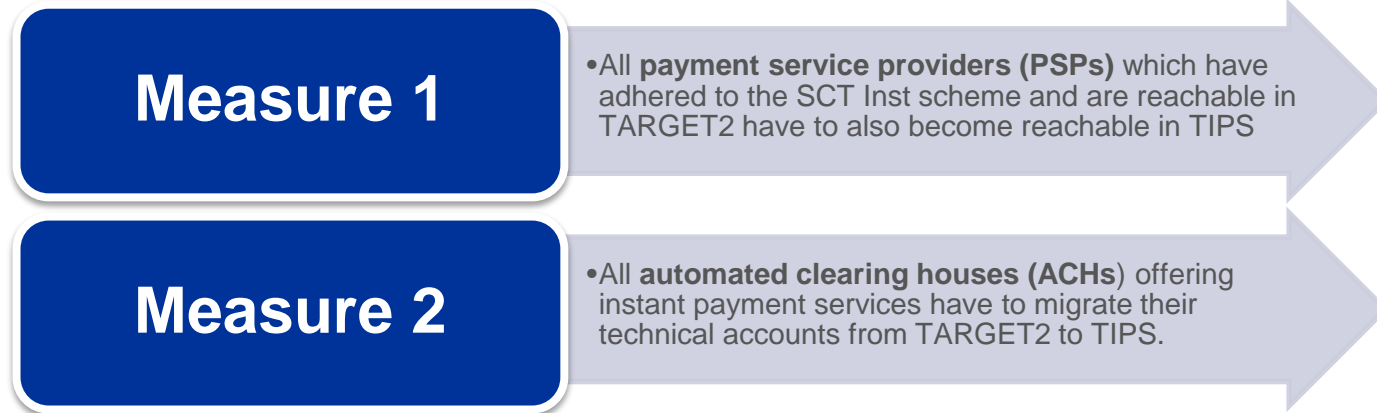 Measure 1
•All payment service providers (PSPs) which have
adhered to the SCT Inst scheme and are reachable in
TARGET2 have to also become reachable in TIPS
Measure 2
•All automated clearing houses (ACHs) offering
instant payment services have to migrate their
technical accounts from TARGET2 to TIPS.